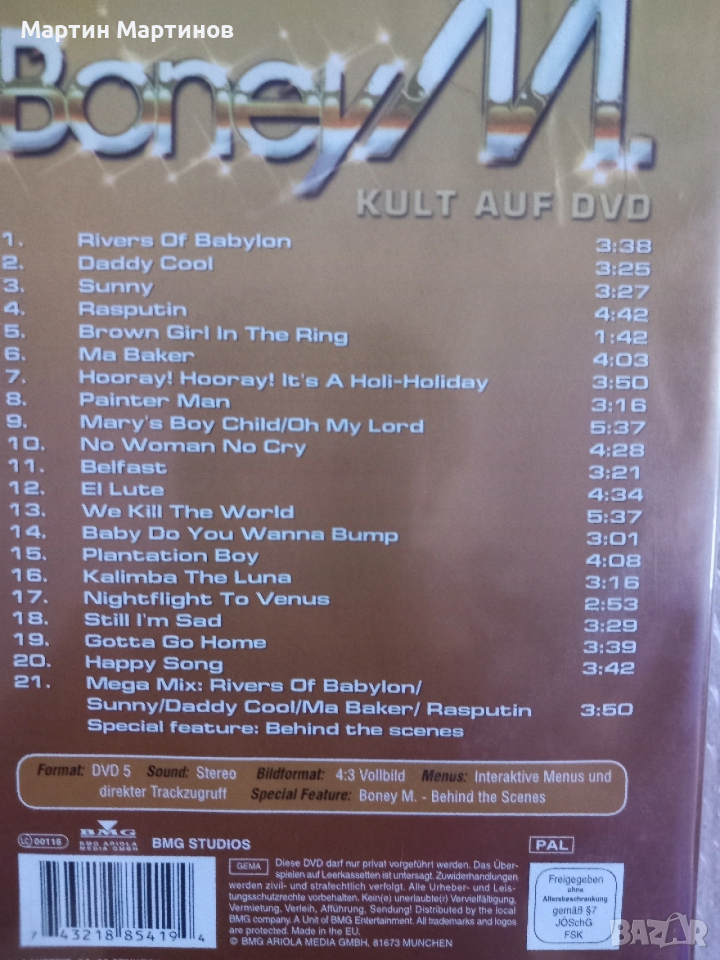 Мартин Мартинов
Boney M.
KULT AUF DVD
1. Rivers Of Babylon 3:38
2. Daddy Cool 3:25
3. Sunny 3:27
4. Rasputin 4:42
5. Brown Girl In The Ring 1:42
6. Ma Baker 4:03
7. Hooray! Hooray! It's A Holi-Holiday 3:50
8. Painter Man 3:16
9. Mary's Boy Child/Oh My Lord 5:37
10. No Woman No Cry 4:28
11. Belfast 3:21
12. El Lute 4:34
13. We Kill The World 5:37
14. Baby Do You Wanna Bump 3:01
15. Plantation Boy 4:08
16. Kalimba The Luna 3:16
17. Nightflight To Venus 2:53
18. Still I'm Sad 3:29
19. Gotta Go Home 3:39
20. Happy Song 3:42
21. Mega Mix: Rivers Of Babylon/
Sunny/Daddy Cool/Ma Baker/ Rasputin 3:50
Special feature: Behind the scenes
Format: DVD 5 Sound: Stereo Bildformat: 4:3 Vollbild Menus: Interaktive Menus und
direkter Trackzugruff Special Feature: Boney M. - Behind the Scenes
LC 00116 BMG BMG STUDIOS PAL
BMG ARIOLA
MEDIA GMBH
GEMA Diese DVD darf nur privat vorgeführt werden. Das Über-
spielen auf Leerkassetten ist untersagt. Zuwiderhandlungen
werden zivil- und strafrechtlich verfolgt. Alle Urheber- und Leis-
tungsschutzrechte vorbehalten. Kein(e) unerlaubte(r) Vervielfältigung,
Vermietung, Verleih, Afführung, Sendung! Distributed by the local
BMG company. A Unit of BMG Entertainment. All trademarks and logos
are protected. Made in the EU.
© BMG ARIOLA MEDIA GMBH, 81673 MUNCHEN
Freigegeben
ohne
Altersbeschränkung
gemäß §7
JÖSchG
FSK
7 43218 85419 4
BAZAR